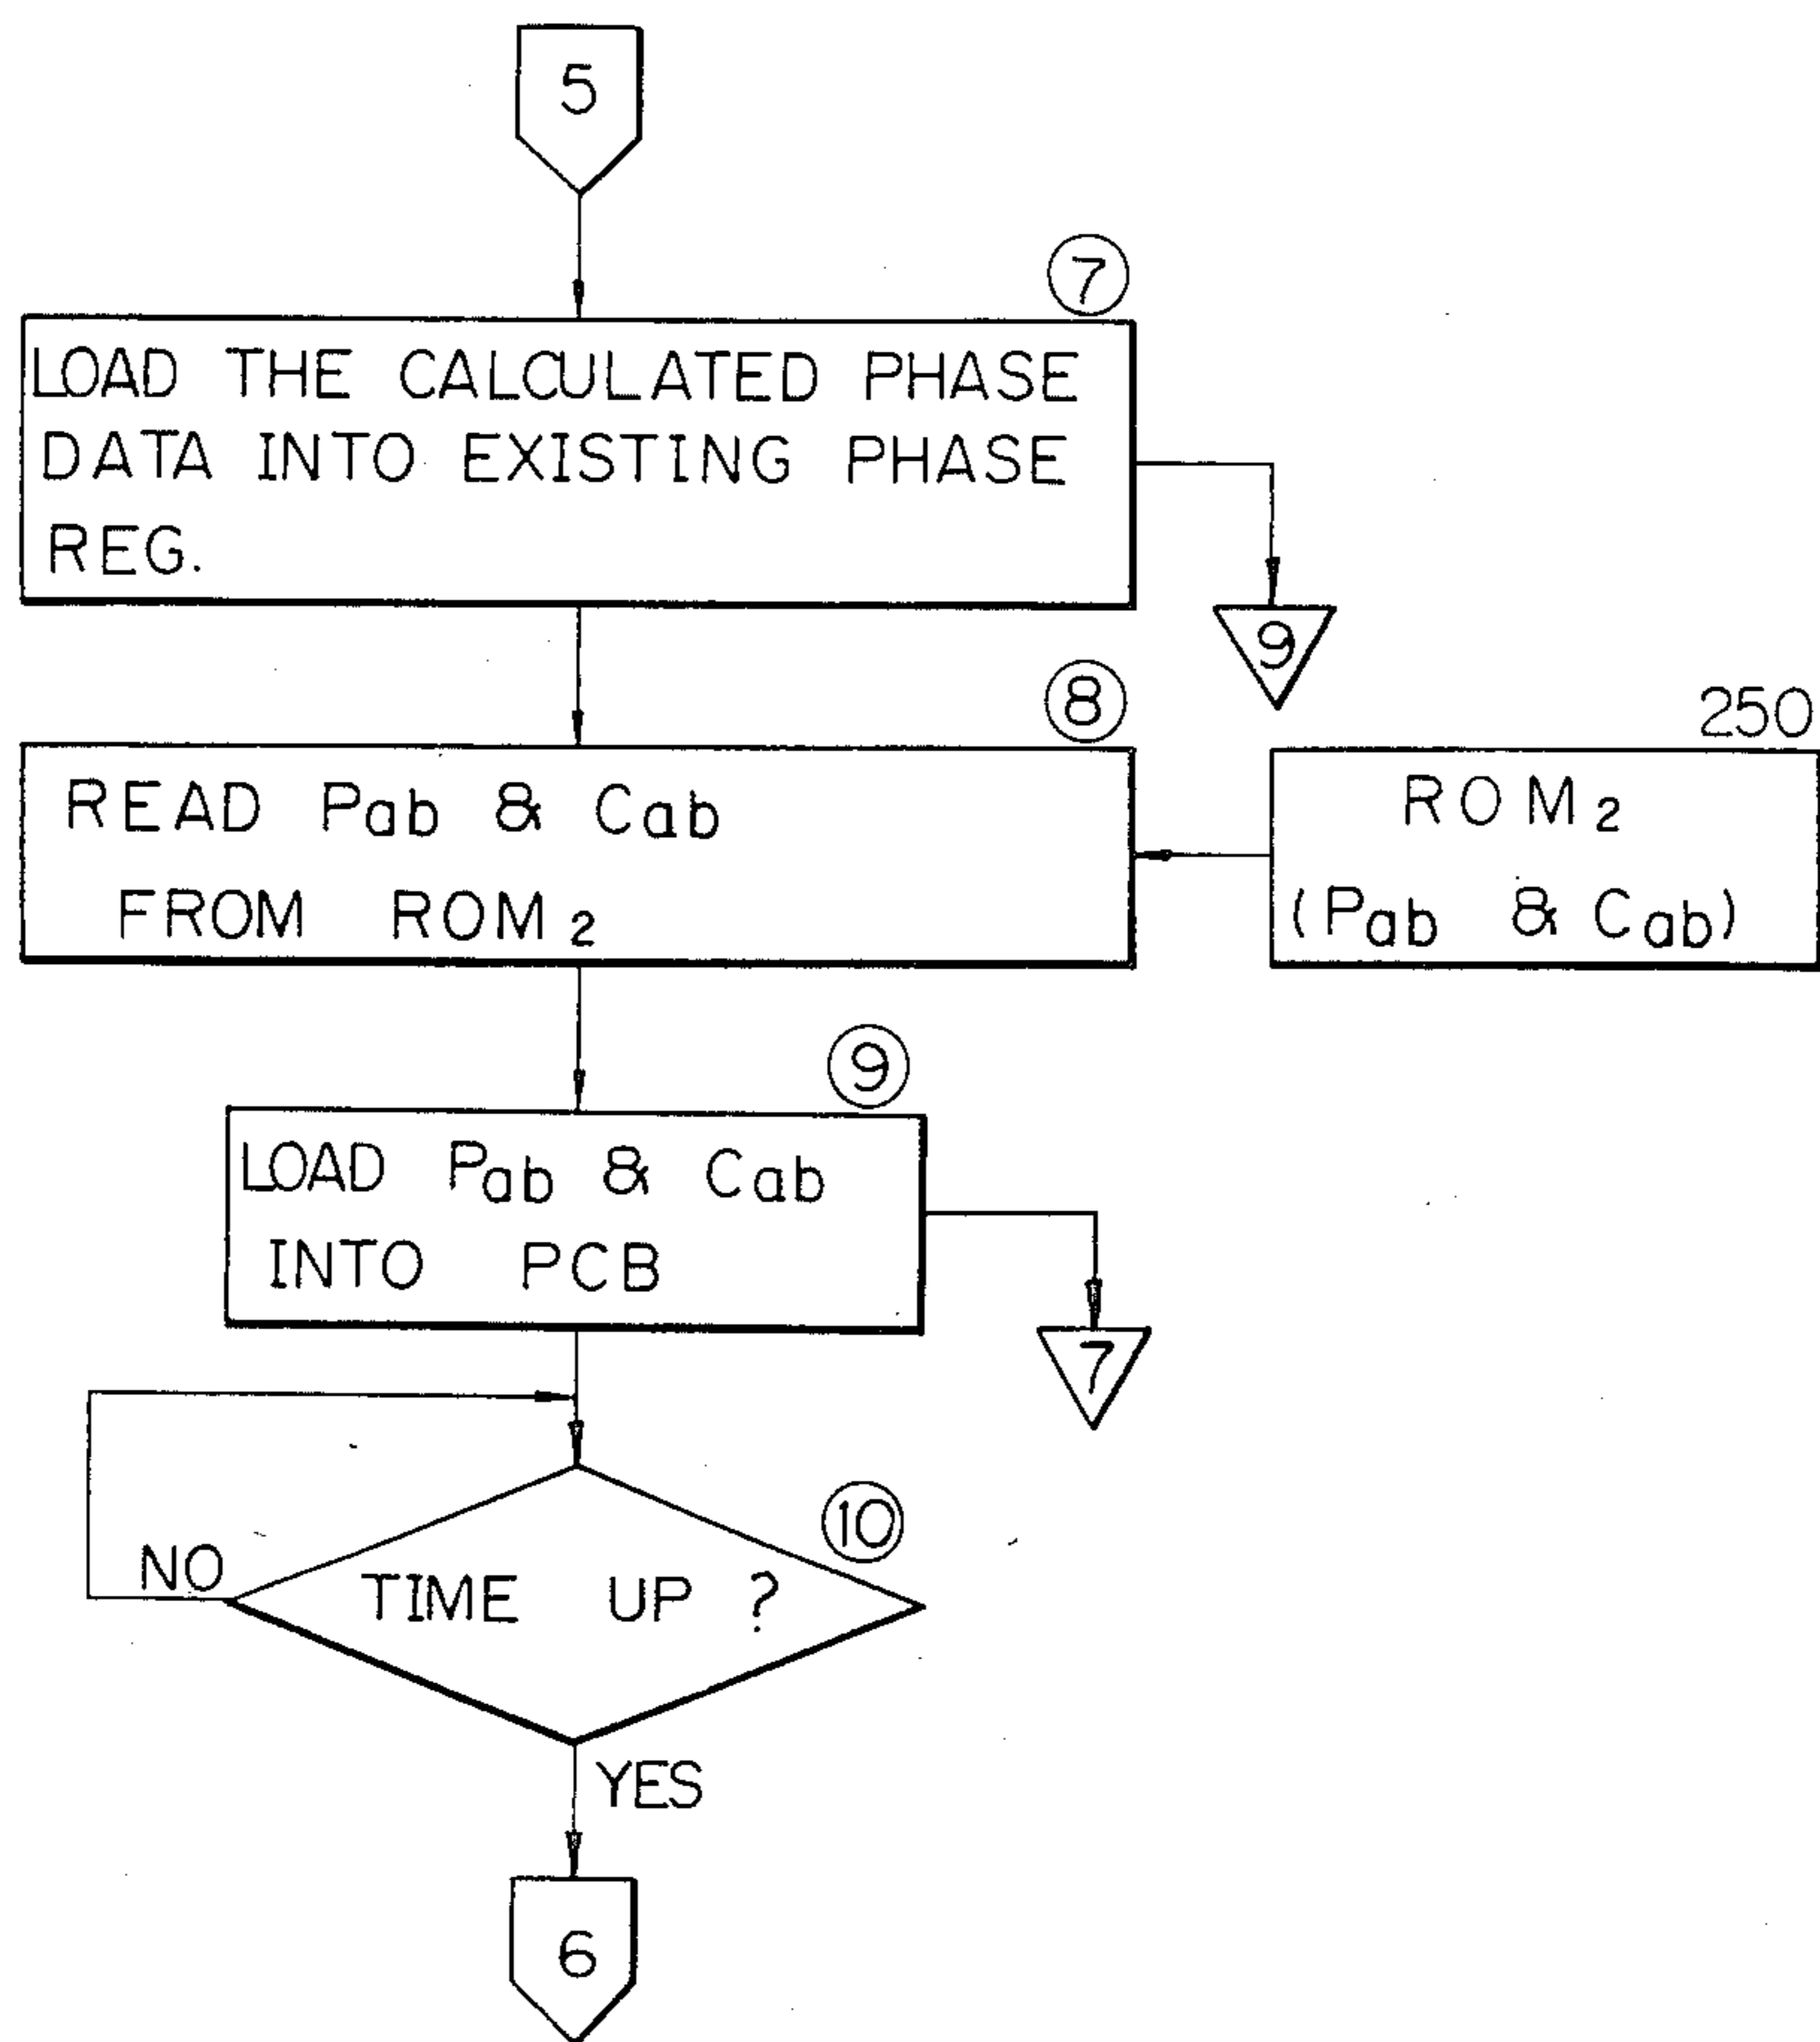 5
7
LOAD THE CALCULATED PHASE
DATA INTO EXISTING PHASE
REG.
9
8
READ Pab & Cab
FROM ROM2
250
ROM2
(Pab & Cab)
9
LOAD Pab & Cab
INTO PCB
7
10
NO
TIME UP ?
YES
6